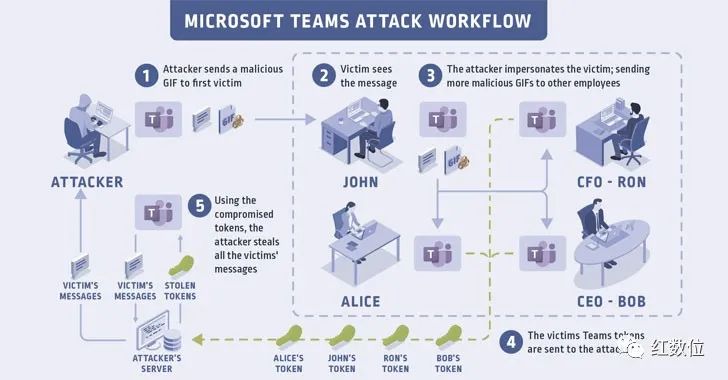 MICROSOFT TEAMS ATTACK WORKFLOW
1
Attacker sends a malicious
GIF to first victim
2
Victim sees
the message
3
The attacker impersonates the victim; sending
more malicious GIFs to other employees
GIF
GIF
ATTACKER
JOHN
CFO - RON
5
Using the
compromised
tokens, the
attacker steals
all the victims'
messages
VICTIM'S
MESSAGES
VICTIM'S
MESSAGES
STOLEN
TOKENS
ALICE
CEO - BOB
ATTACKER'S
SERVER
ALICE'S
TOKEN
JOHN'S
TOKEN
RON'S
TOKEN
BOB'S
TOKEN
4
The victims Teams tokens
are sent to the
红数位